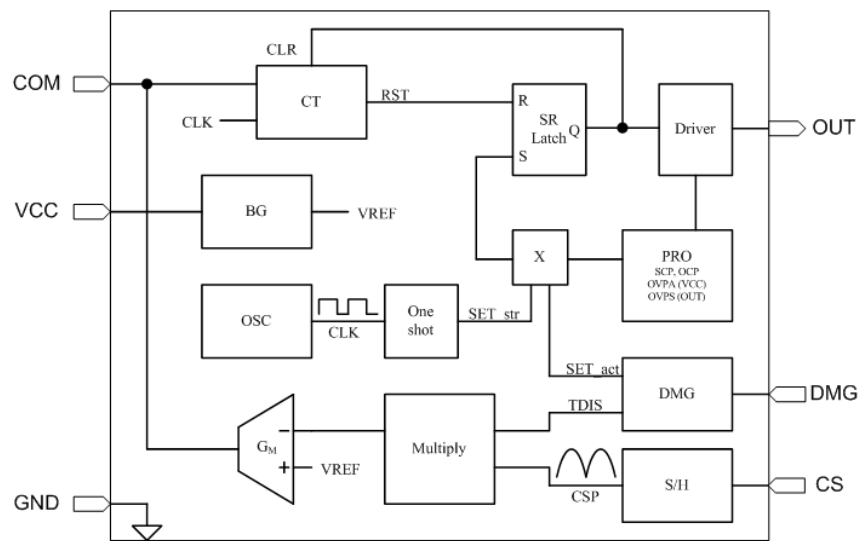 CLR
COM
CT
RST
CLK
R
SR
Latch
Q
S
Driver
OUT
VCC
BG
VREF
X
PRO
SCP, OCP
OVPA (VCC)
OVPS (OUT)
OSC
CLK
One
shot
SET_str
SET_act
DMG
DMG
TDIS
GM
VREF
Multiply
CSP
S/H
CS
GND